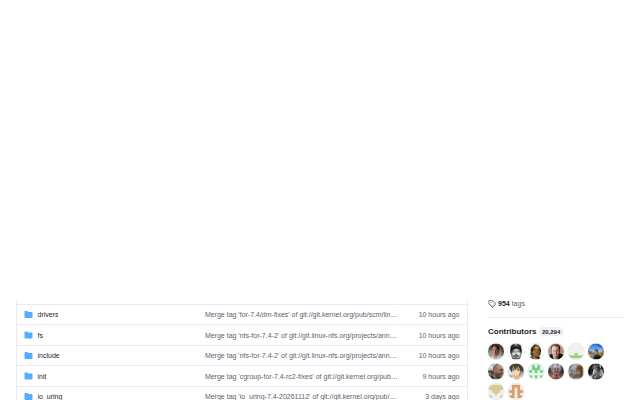 drivers Merge tag 'for-7.4/dm-fixes' of git://git.kernel.org/pub/scm/lin... 10 hours ago
fs Merge tag 'nfs-for-7.4-2' of git://git.linux-nfs.org/projects/ann... 10 hours ago
include Merge tag 'nfs-for-7.4-2' of git://git.linux-nfs.org/projects/ann... 10 hours ago
init Merge tag 'cgroup-for-7.4-rc2-fixes' of git://git.kernel.org/pub... 9 hours ago
io_uring Merge tag 'io_uring-7.4-20261112' of git://git.kernel.org/pub/... 3 days ago
954 tags
Contributors 20,294